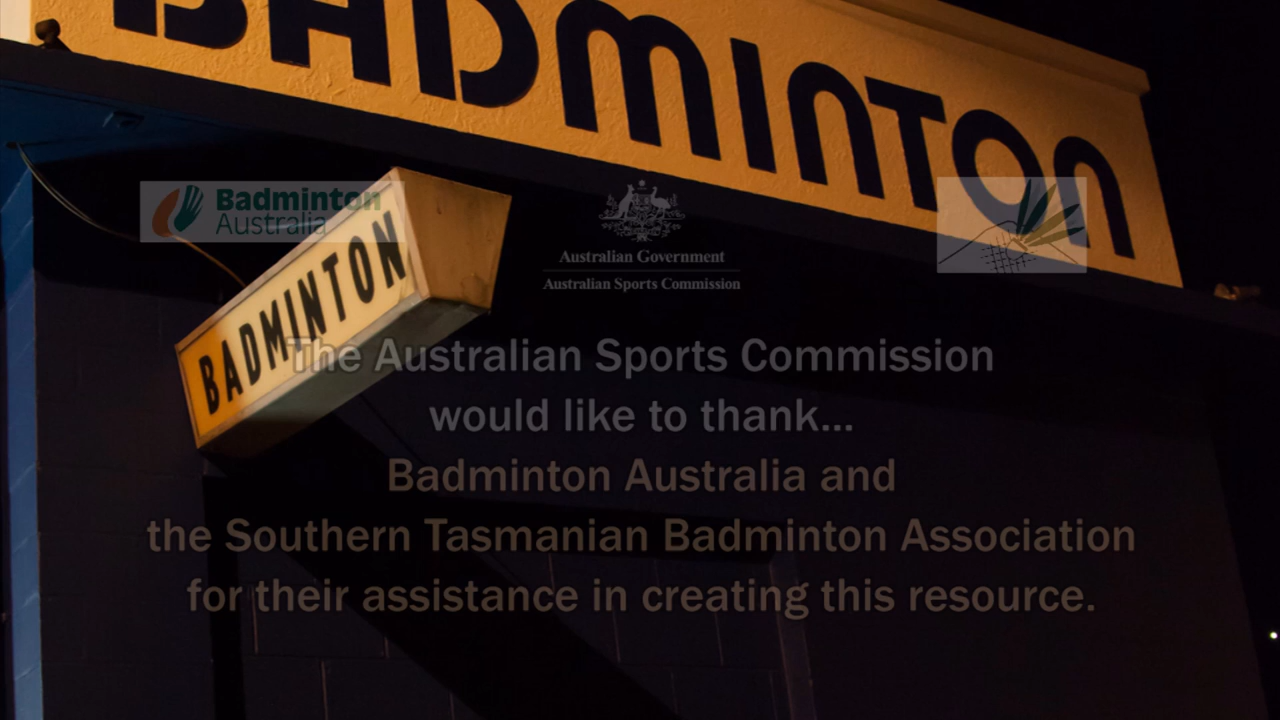 BADMINTON
Badminton
Australia
BADMINTON
Australian Government
Australian Sports Commission
The Australian Sports Commission
would like to thank...
Badminton Australia and
the Southern Tasmanian Badminton Association
for their assistance in creating this resource.